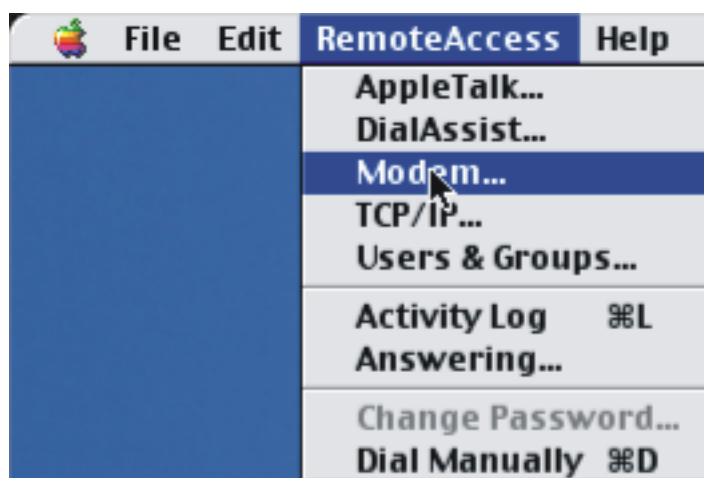 File Edit RemoteAccess Help
AppleTalk...
DialAssist...
Modem...
TCP/IP...
Users & Groups...
Activity Log ⌘L
Answering...
Change Password...
Dial Manually ⌘D